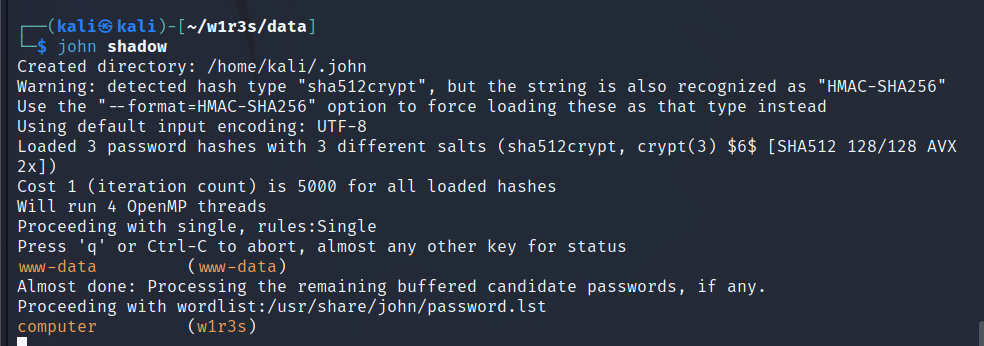 ┌──(kali㉿kali)-[~/w1r3s/data]
└─$ john shadow
Created directory: /home/kali/.john
Warning: detected hash type "sha512crypt", but the string is also recognized as "HMAC-SHA256"
Use the "--format=HMAC-SHA256" option to force loading these as that type instead
Using default input encoding: UTF-8
Loaded 3 password hashes with 3 different salts (sha512crypt, crypt(3) $6$ [SHA512 128/128 AVX
2x])
Cost 1 (iteration count) is 5000 for all loaded hashes
Will run 4 OpenMP threads
Proceeding with single, rules:Single
Press 'q' or Ctrl-C to abort, almost any other key for status
www-data         (www-data)
Almost done: Processing the remaining buffered candidate passwords, if any.
Proceeding with wordlist:/usr/share/john/password.lst
computer         (w1r3s)